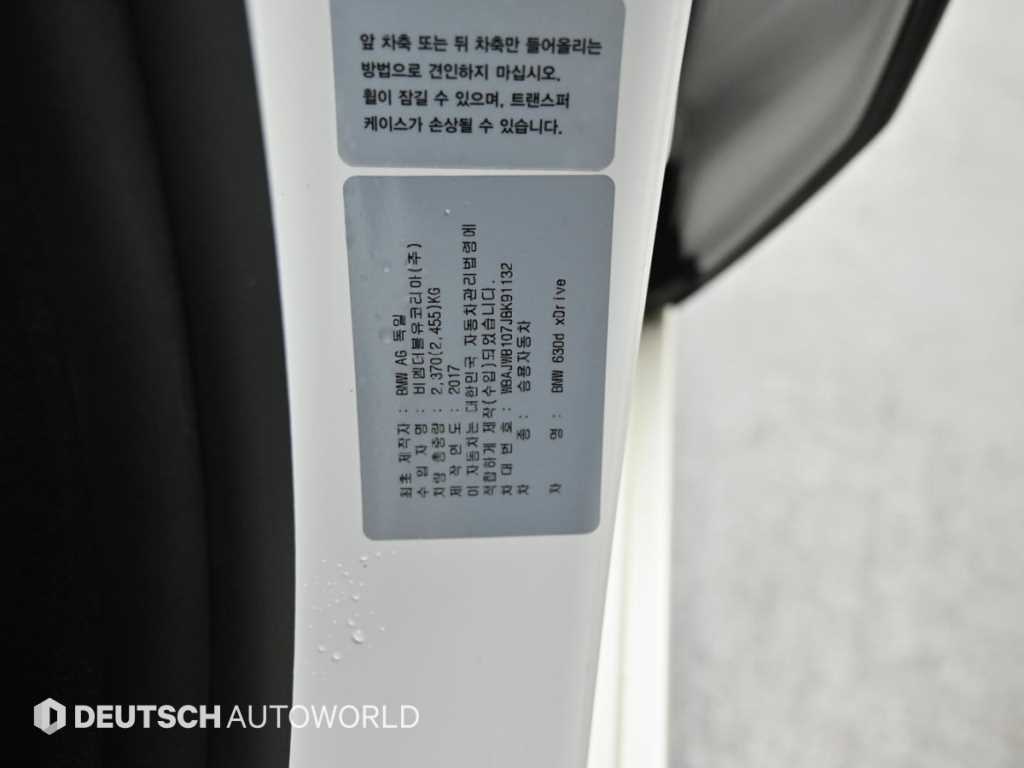 앞 차축 또는 뒤 차축만 들어올리는
방법으로 견인하지 마십시오.
휠이 잠길 수 있으며, 트랜스퍼
케이스가 손상될 수 있습니다.
최초 제작자 : BMW AG 독일
수 입 자 명 : 비엠더블유코리아(주)
차량 총중량 : 2,370(2,455)KG
제 작 연 도 : 2017
이 자동차는 대한민국 자동차관리법령에
적합하게 제작(수입)되었습니다.
차 대 번 호 : WBAJWB107JBK91132
차 종 : 승용자동차
차 명 : BMW 630d xDrive
DEUTSCH AUTOWORLD